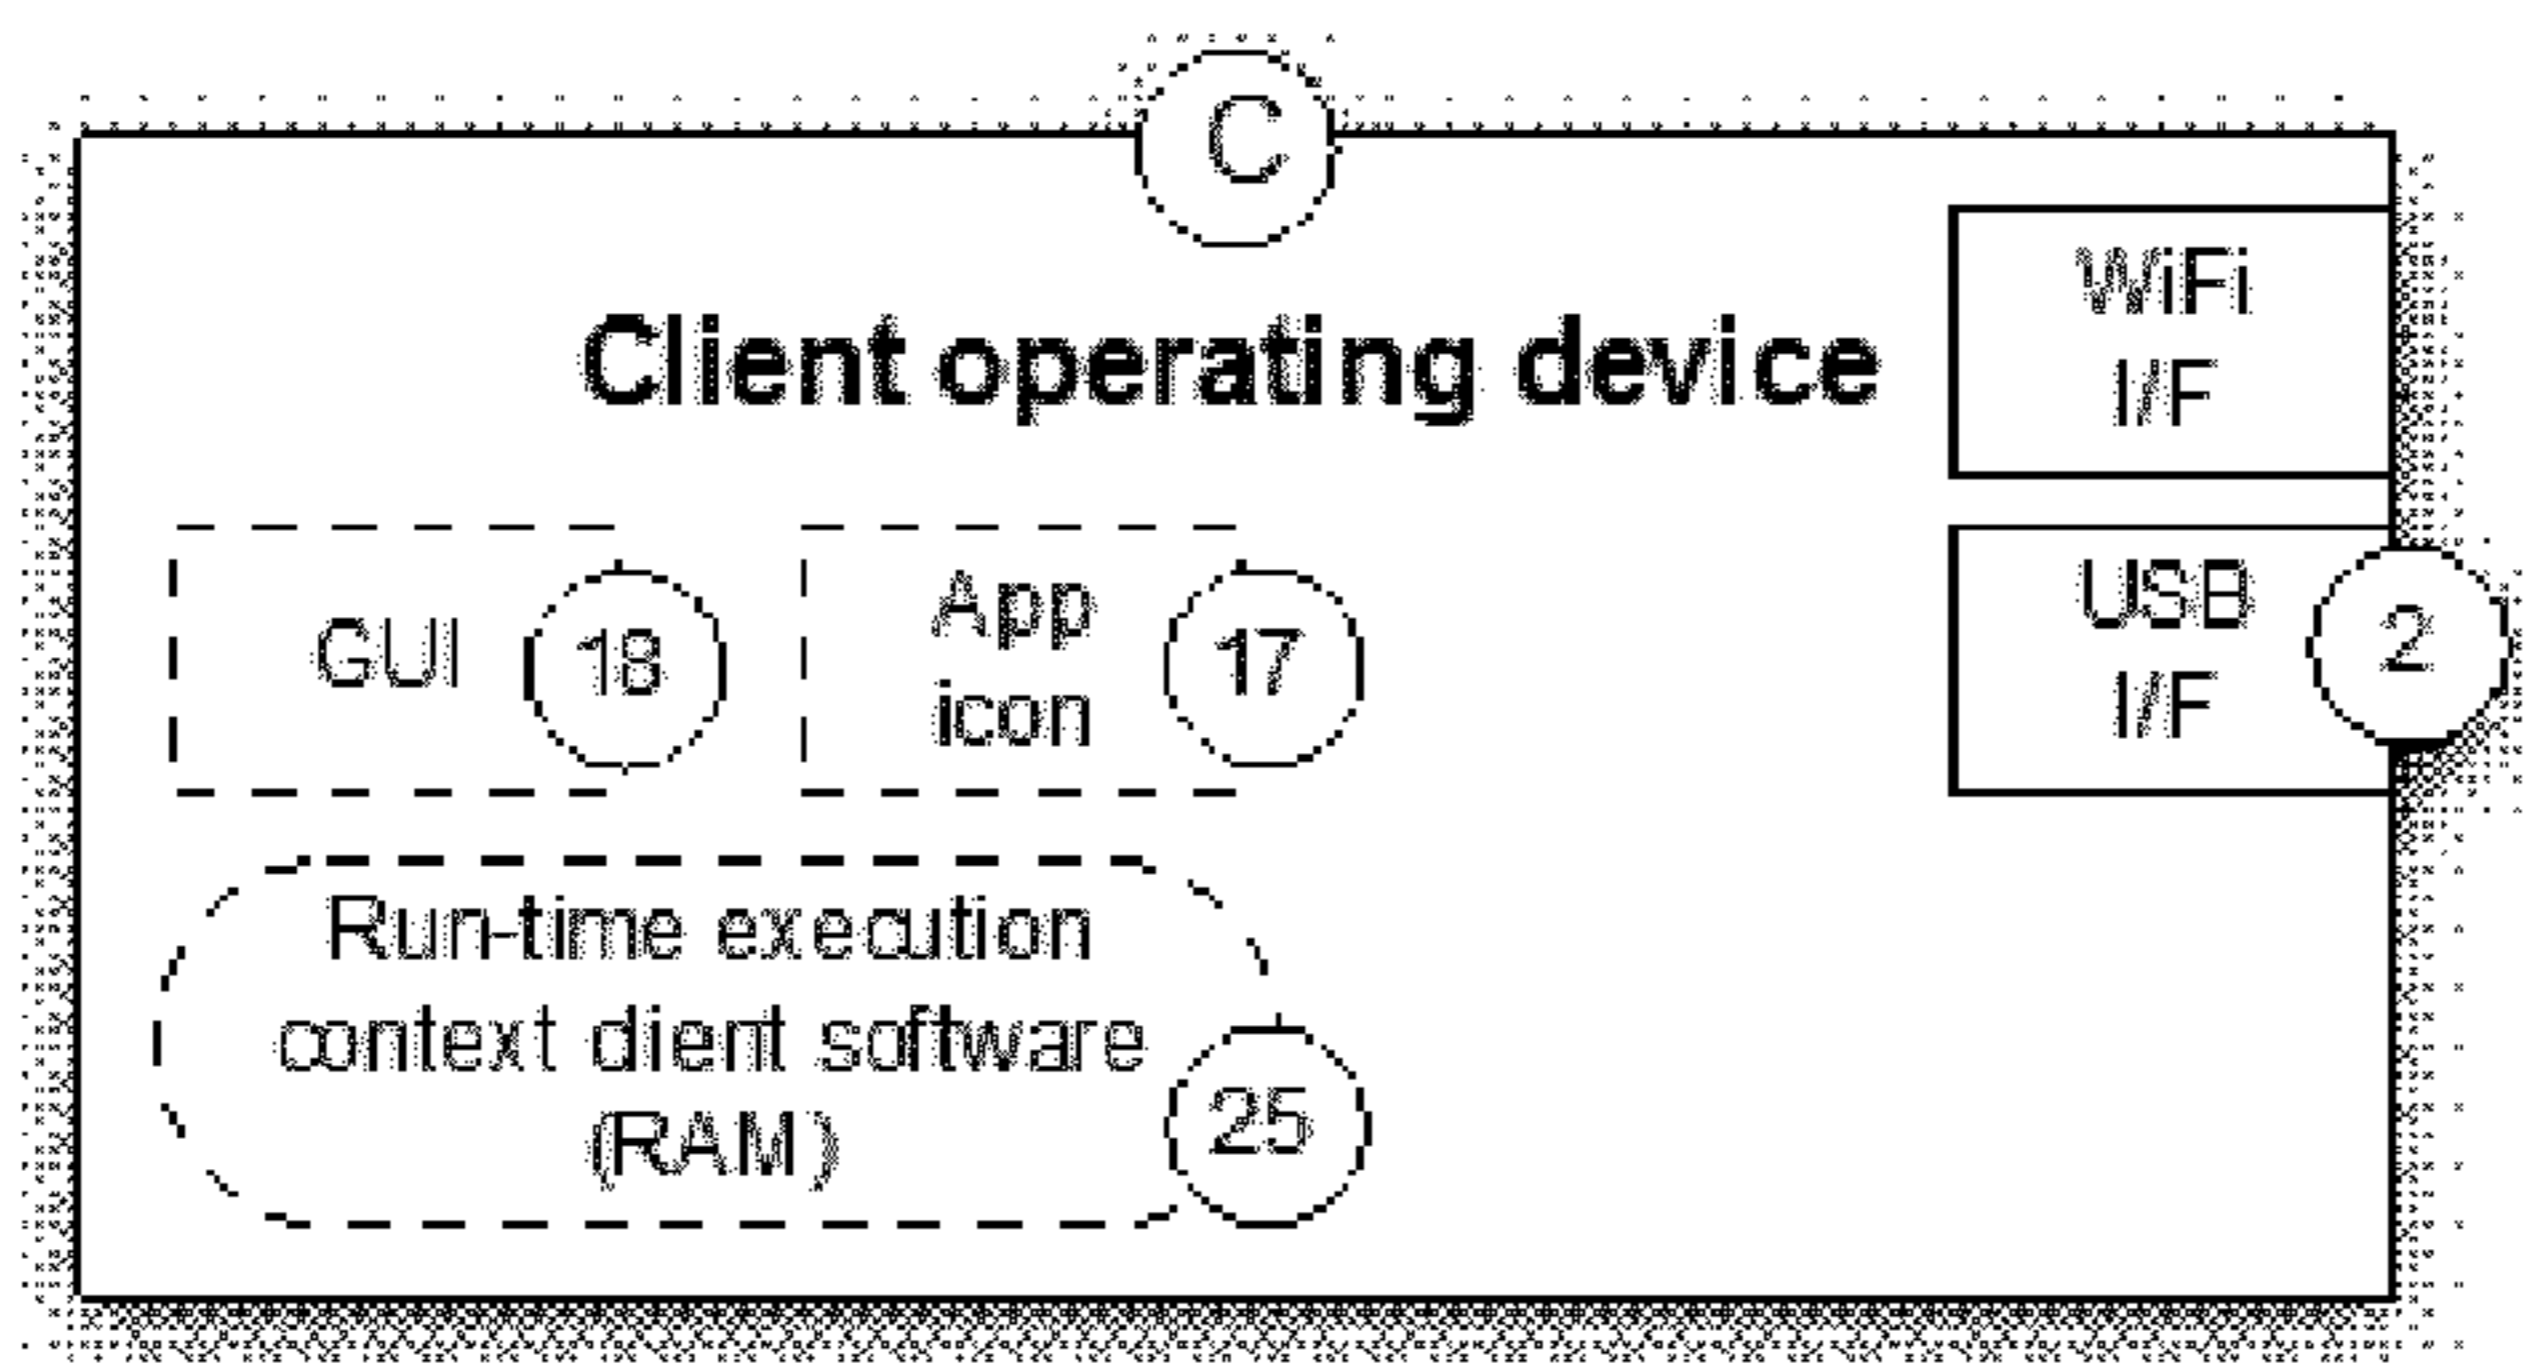 C
Client operating device
WiFi
I/F
GUI
18
App
icon
17
USB
I/F
2
Run-time execution
context client software
(RAM)
25